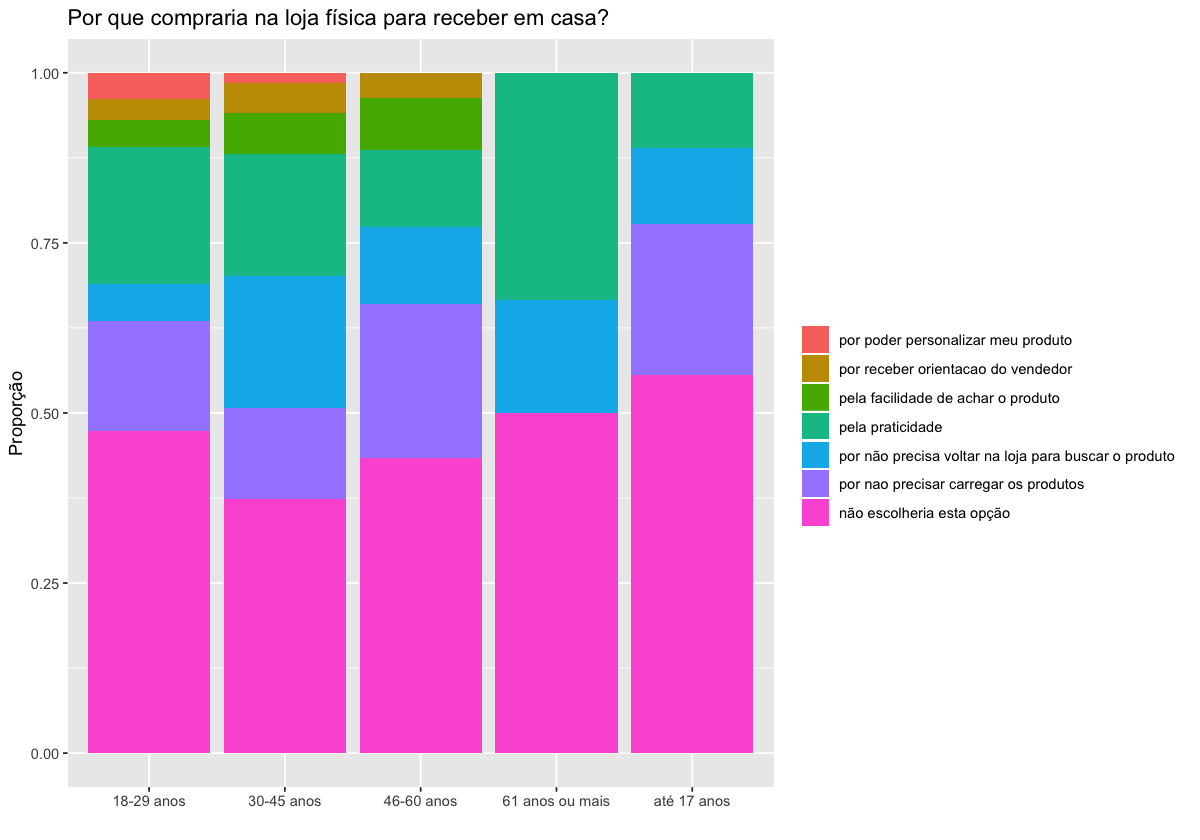 Por que compraria na loja física para receber em casa?
1.00
0.75
0.50
0.25
0.00
Proporção
18-29 anos
30-45 anos
46-60 anos
61 anos ou mais
até 17 anos
por poder personalizar meu produto
por receber orientacao do vendedor
pela facilidade de achar o produto
pela praticidade
por não precisa voltar na loja para buscar o produto
por nao precisar carregar os produtos
não escolheria esta opção